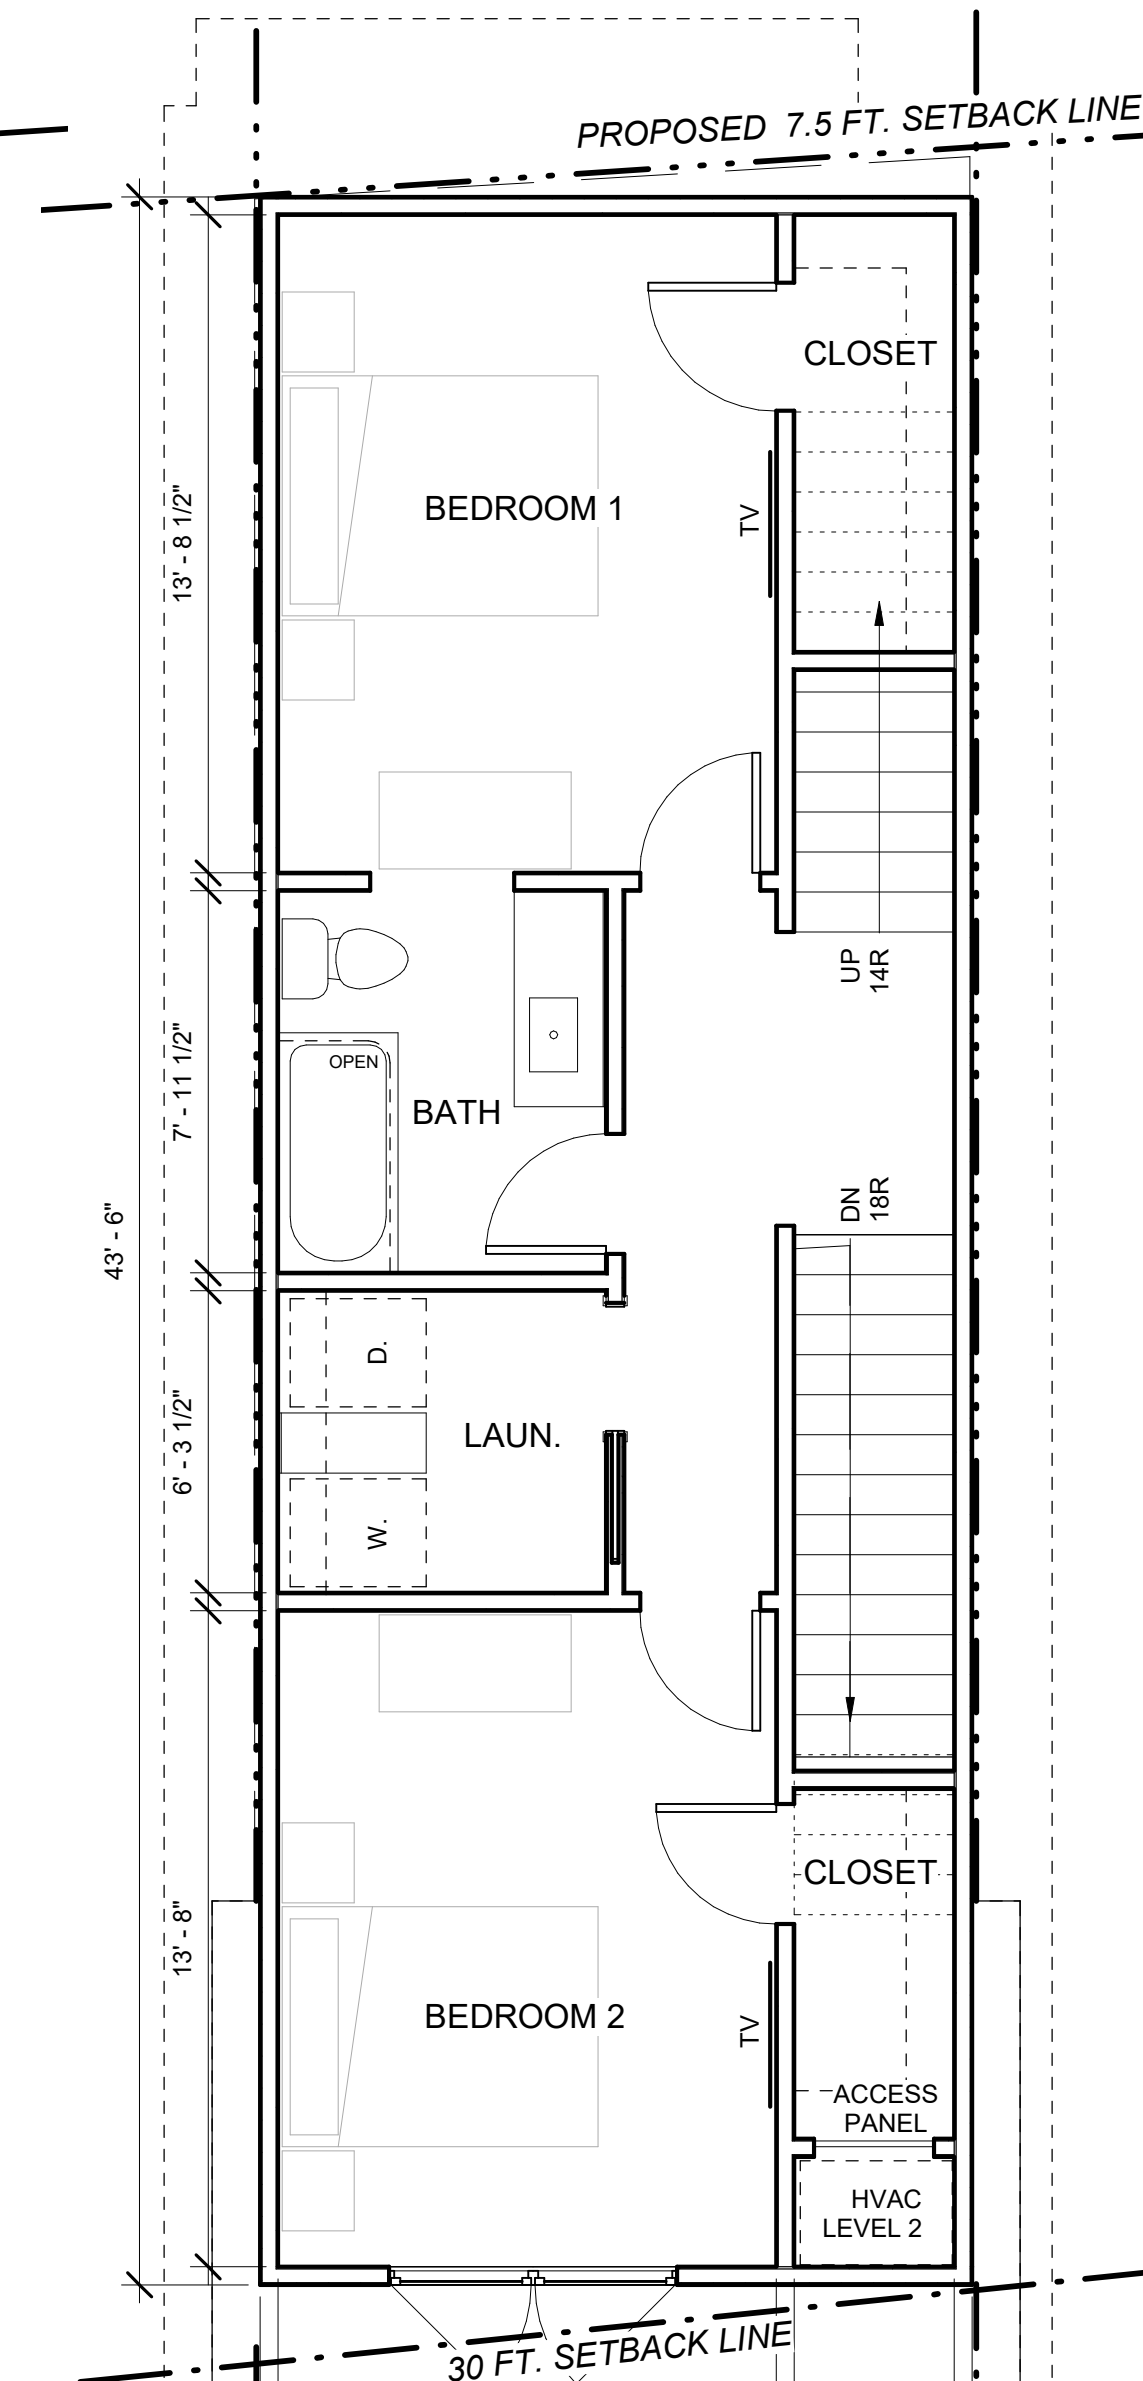 PROPOSED 7.5 FT. SETBACK LINE
CLOSET
BEDROOM 1
TV
13' - 8 1/2"
UP
14R
OPEN
BATH
7' - 11 1/2"
DN
18R
43' - 6"
D.
LAUN.
6' - 3 1/2"
W.
CLOSET
13' - 8"
BEDROOM 2
TV
ACCESS
PANEL
HVAC
LEVEL 2
30 FT. SETBACK LINE